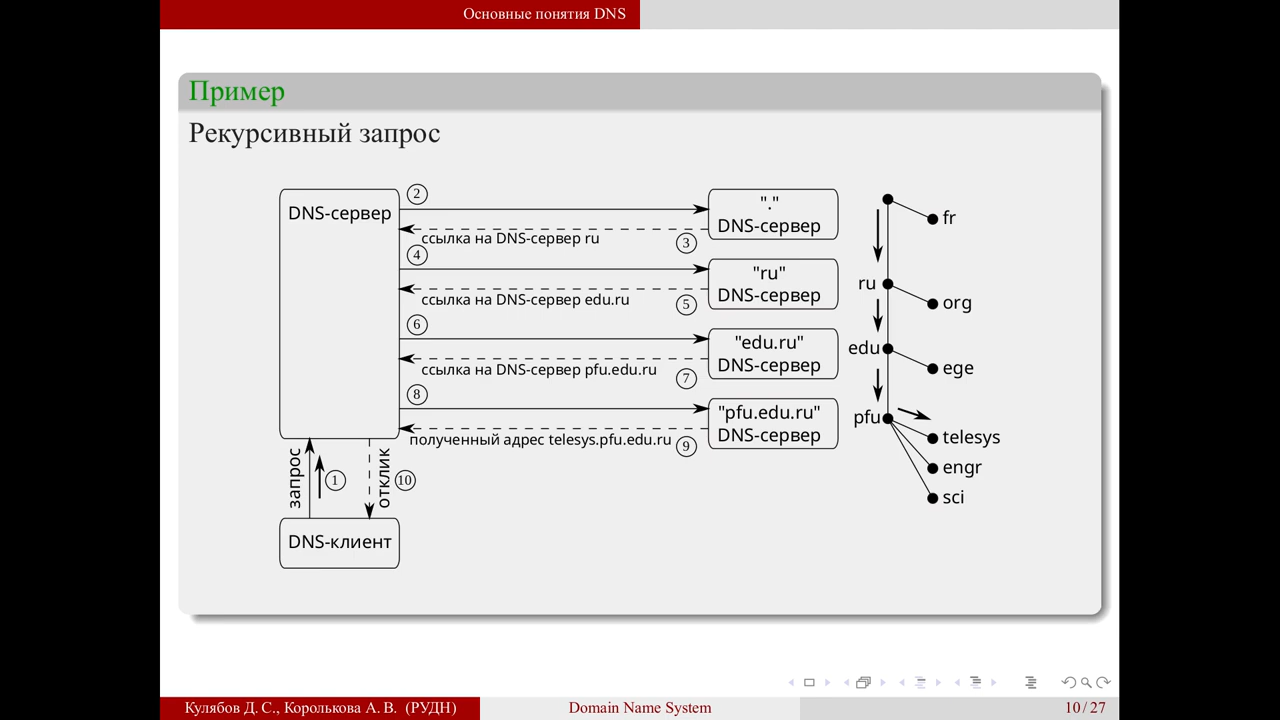 Основные понятия DNS
Пример
Рекурсивный запрос
DNS-сервер
2
"."
DNS-сервер
ссылка на DNS-сервер ru
3
4
"ru"
DNS-сервер
ссылка на DNS-сервер edu.ru
5
6
"edu.ru"
DNS-сервер
ссылка на DNS-сервер pfu.edu.ru
7
8
"pfu.edu.ru"
DNS-сервер
полученный адрес telesys.pfu.edu.ru
9
запрос
1
отклик
10
DNS-клиент
fr
ru
org
edu
ege
pfu
telesys
engr
sci
Кулябов Д. С., Королькова А. В. (РУДН)
Domain Name System
10 / 27